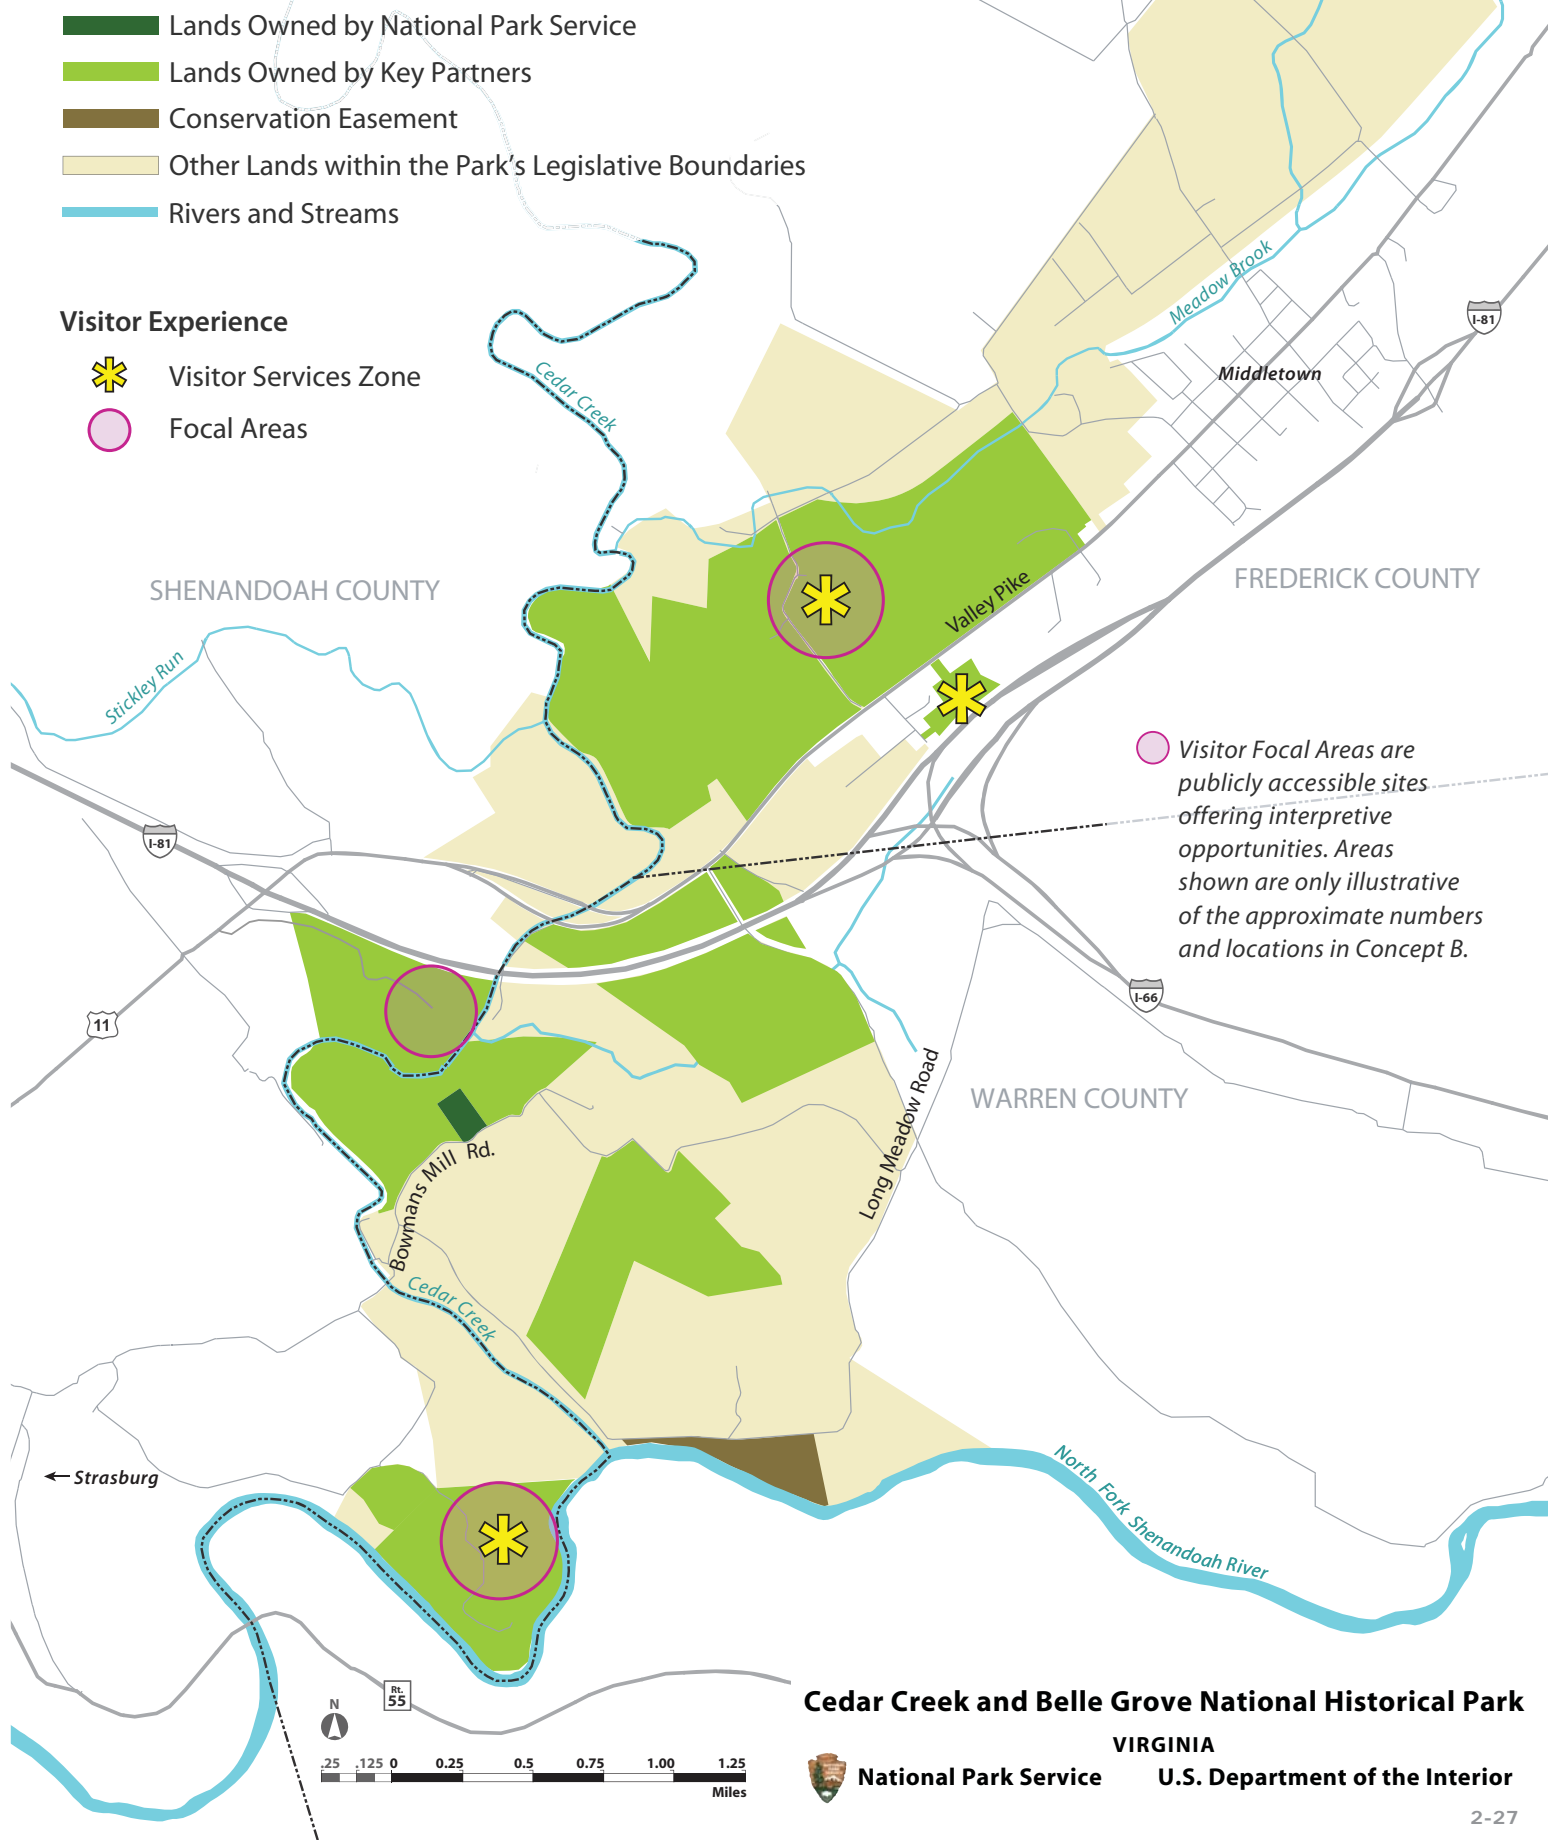 Lands Owned by National Park Service
Lands Owned by Key Partners
Conservation Easement
Other Lands within the Park's Legislative Boundaries
Rivers and Streams
Visitor Experience
Visitor Services Zone
Focal Areas
Cedar Creek
Meadow Brook
I-81
Middletown
SHENANDOAH COUNTY
FREDERICK COUNTY
Valley Pike
Stickley Run
Visitor Focal Areas are
publicly accessible sites
offering interpretive
opportunities. Areas
shown are only illustrative
of the approximate numbers
and locations in Concept B.
I-81
I-66
11
WARREN COUNTY
Long Meadow Road
Bowmans Mill Rd.
Cedar Creek
Strasburg
North Fork Shenandoah River
Rt.
55
N
.25 .125 0 0.25 0.5 0.75 1.00 1.25
Miles
Cedar Creek and Belle Grove National Historical Park
VIRGINIA
National Park Service U.S. Department of the Interior
2-27